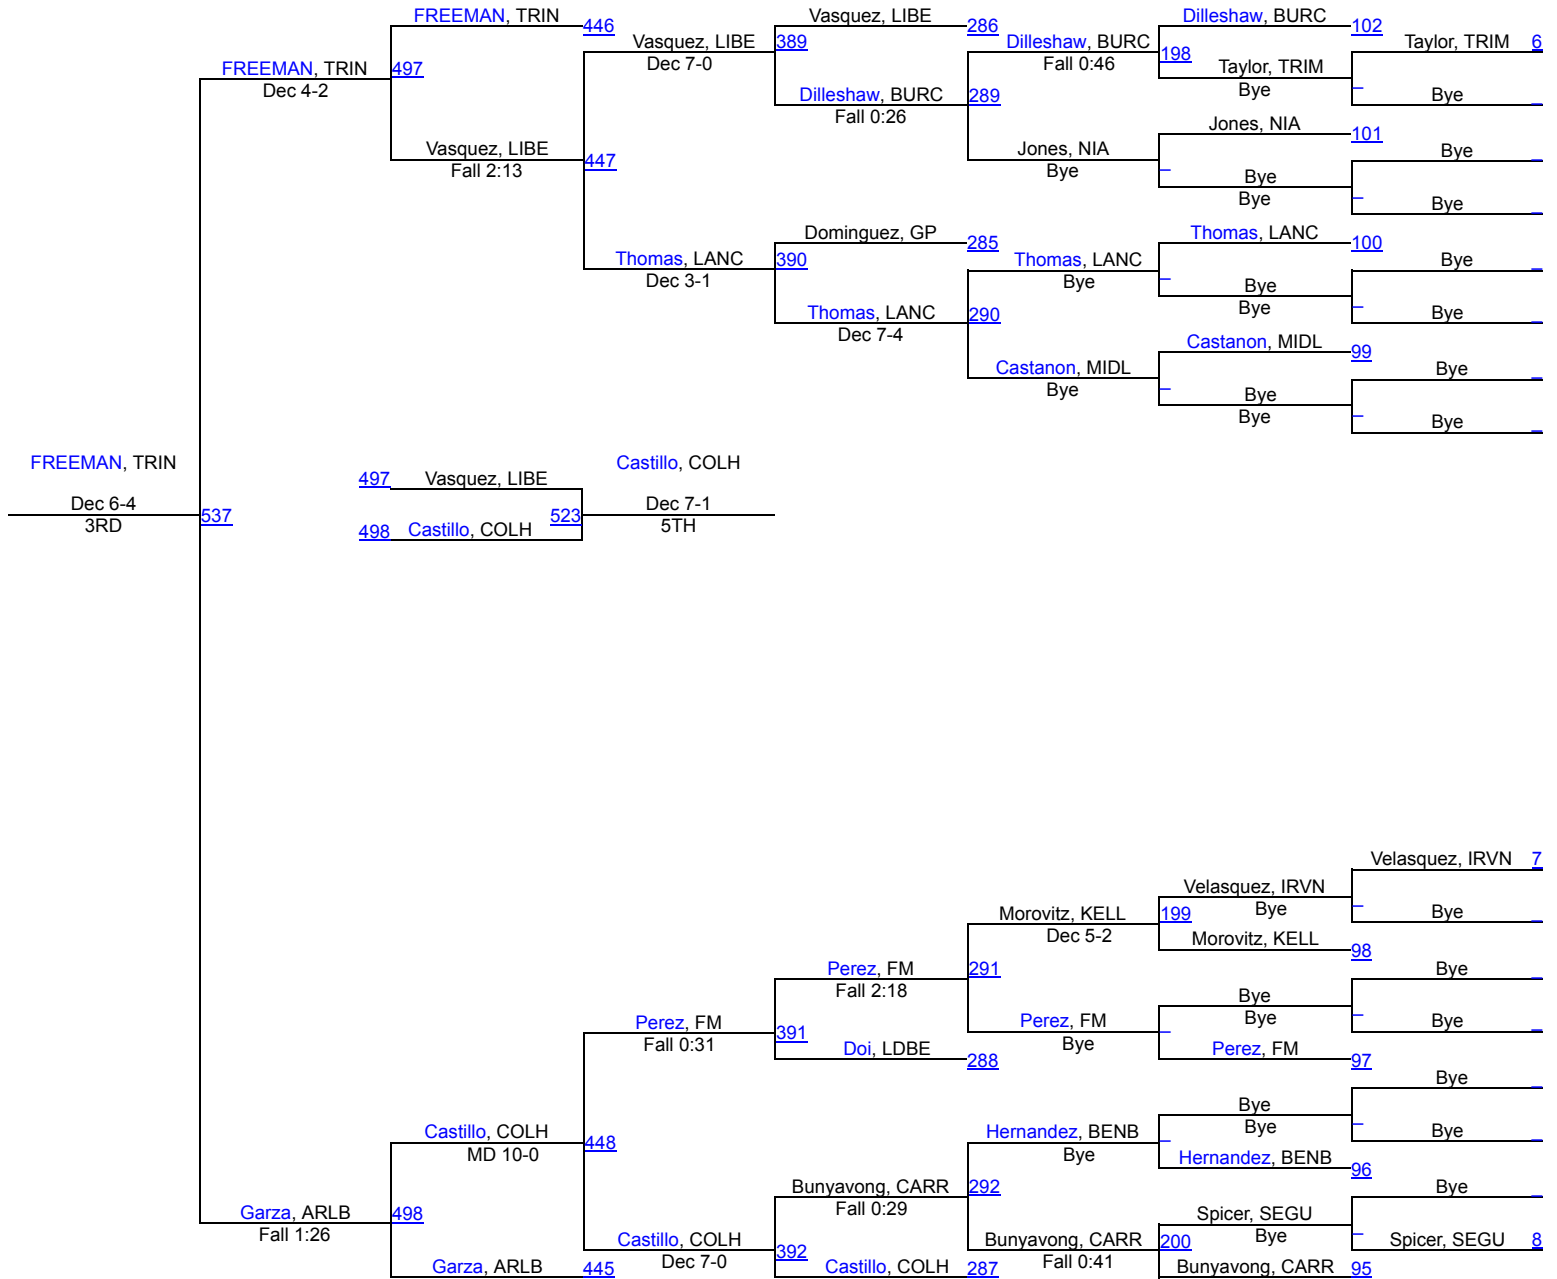 FREEMAN, TRIN
446
Vasquez, LIBE
286
Dilleshaw, BURC
102
Taylor, TRIM 6
Vasquez, LIBE
Dec 7-0
389
Dilleshaw, BURC
Fall 0:46
198
FREEMAN, TRIN
Dec 4-2
497
Taylor, TRIM
Bye
_
Bye _
Dilleshaw, BURC
Fall 0:26
289
Jones, NIA
101
Bye _
Vasquez, LIBE
Fall 2:13
447
Jones, NIA
Bye
_
Bye
Bye
_
Bye _
Dominguez, GP
285
Thomas, LANC
100
Bye _
Thomas, LANC
Dec 3-1
390
Thomas, LANC
Bye
_
Bye
Bye
_
Bye _
Thomas, LANC
Dec 7-4
290
Castanon, MIDL
99
Bye _
Castanon, MIDL
Bye
_
Bye
Bye
_
Bye _
FREEMAN, TRIN
Dec 6-4
3RD
537
497 Vasquez, LIBE
498 Castillo, COLH
523
Castillo, COLH
Dec 7-1
5TH
Velasquez, IRVN 7
Velasquez, IRVN
Bye
_
Bye _
Morovitz, KELL
Dec 5-2
199
Morovitz, KELL
98
Perez, FM
Fall 2:18
291
Bye _
Bye
Bye
_
Bye _
Perez, FM
Fall 0:31
391
Perez, FM
Bye
_
Perez, FM
97
Doi, LDBE
288
Bye _
Bye
Bye
_
Bye _
Castillo, COLH
MD 10-0
448
Hernandez, BENB
Bye
_
Hernandez, BENB
96
Bunyavong, CARR
Fall 0:29
292
Bye _
Garza, ARLB
Fall 1:26
498
Spicer, SEGU
Bye
_
Spicer, SEGU 8
Castillo, COLH
Dec 7-0
392
Bunyavong, CARR
Fall 0:41
200
Garza, ARLB
445
Castillo, COLH
287
Bunyavong, CARR
95